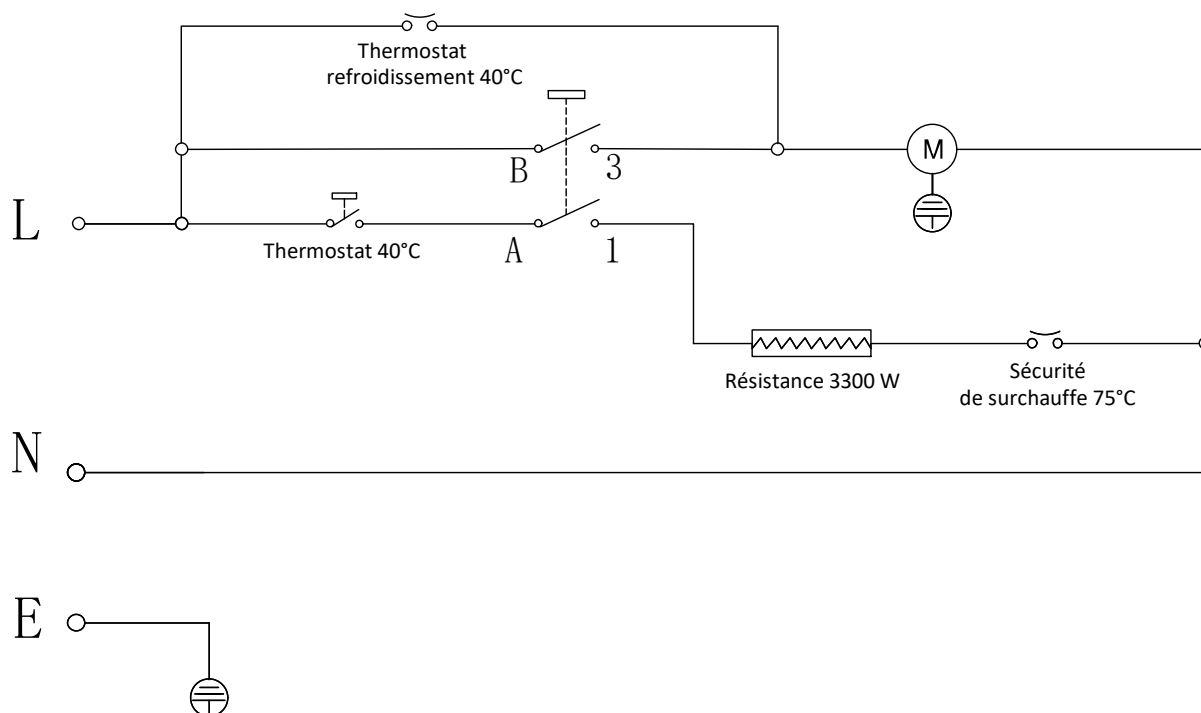 Thermostat
refroidissement 40°C
B
3
M
L
Thermostat 40°C
A
1
Résistance 3300 W
Sécurité
de surchauffe 75°C
N
E